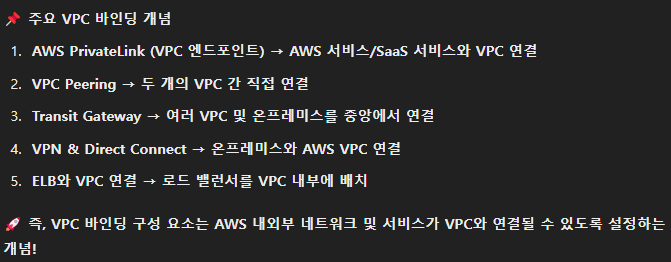 📌 주요 VPC 바인딩 개념
1. AWS PrivateLink (VPC 엔드포인트) → AWS 서비스/SaaS 서비스와 VPC 연결
2. VPC Peering → 두 개의 VPC 간 직접 연결
3. Transit Gateway → 여러 VPC 및 온프레미스를 중앙에서 연결
4. VPN & Direct Connect → 온프레미스와 AWS VPC 연결
5. ELB와 VPC 연결 → 로드 밸런서를 VPC 내부에 배치
🚀 즉, VPC 바인딩 구성 요소는 AWS 내외부 네트워크 및 서비스가 VPC와 연결될 수 있도록 설정하는
개념!